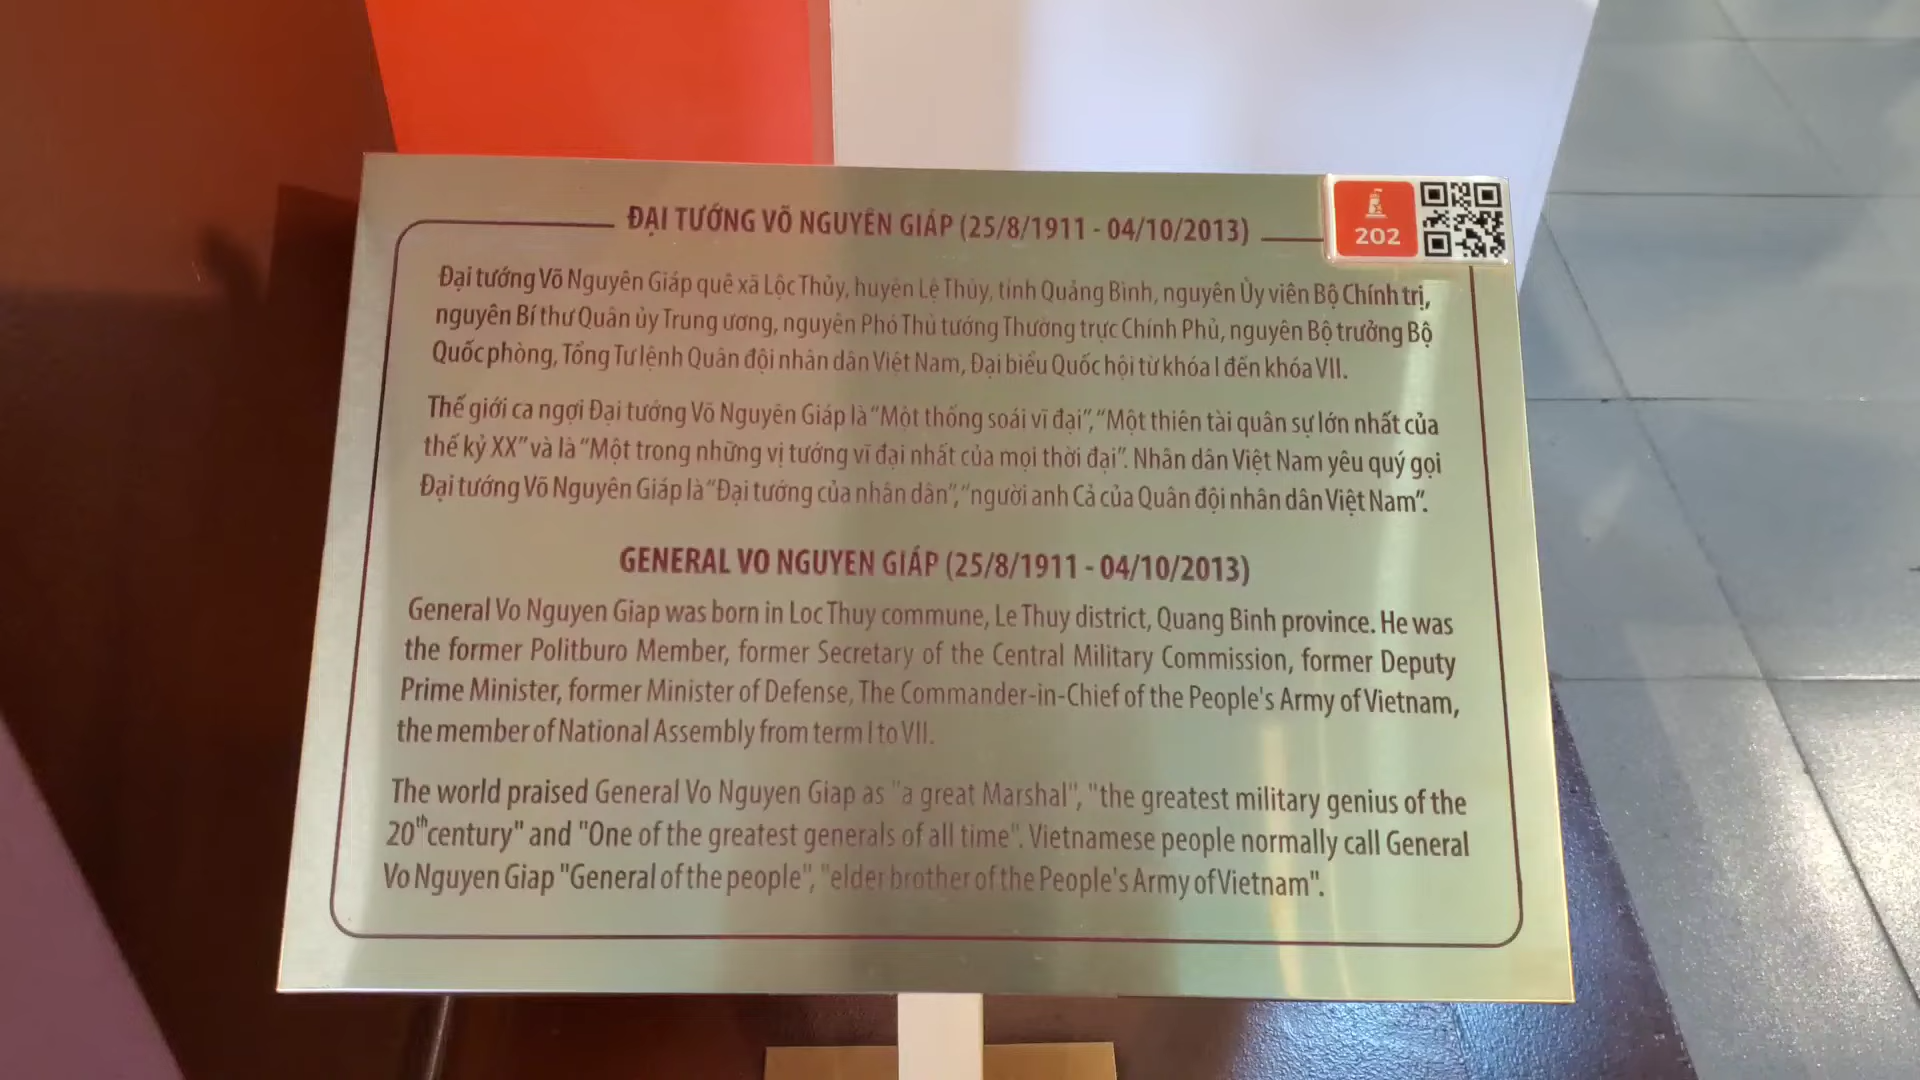 ĐẠI TƯỚNG VÕ NGUYÊN GIÁP (25/8/1911 - 04/10/2013)
202
Đại tướng Võ Nguyên Giáp quê xã Lộc Thủy, huyện Lệ Thủy, tỉnh Quảng Bình, nguyên Ủy viên Bộ Chính trị,
nguyên Bí thư Quân ủy Trung ương, nguyên Phó Thủ tướng Thường trực Chính Phủ, nguyên Bộ trưởng Bộ
Quốc phòng, Tổng Tư lệnh Quân đội nhân dân Việt Nam, Đại biểu Quốc hội từ khóa I đến khóa VII.
Thế giới ca ngợi Đại tướng Võ Nguyên Giáp là "Một thống soái vĩ đại", "Một thiên tài quân sự lớn nhất của
thế kỷ XX" và là "Một trong những vị tướng vĩ đại nhất của mọi thời đại". Nhân dân Việt Nam yêu quý gọi
Đại tướng Võ Nguyên Giáp là "Đại tướng của nhân dân", "người anh Cả của Quân đội nhân dân Việt Nam".
GENERAL VO NGUYEN GIÁP (25/8/1911 - 04/10/2013)
General Vo Nguyen Giap was born in Loc Thuy commune, Le Thuy district, Quang Binh province. He was
the former Politburo Member, former Secretary of the Central Military Commission, former Deputy
Prime Minister, former Minister of Defense, The Commander-in-Chief of the People's Army of Vietnam,
the member of National Assembly from term I to VII.
The world praised General Vo Nguyen Giap as "a great Marshal", "the greatest military genius of the
20th century" and "One of the greatest generals of all time". Vietnamese people normally call General
Vo Nguyen Giap "General of the people", "elder brother of the People's Army of Vietnam".